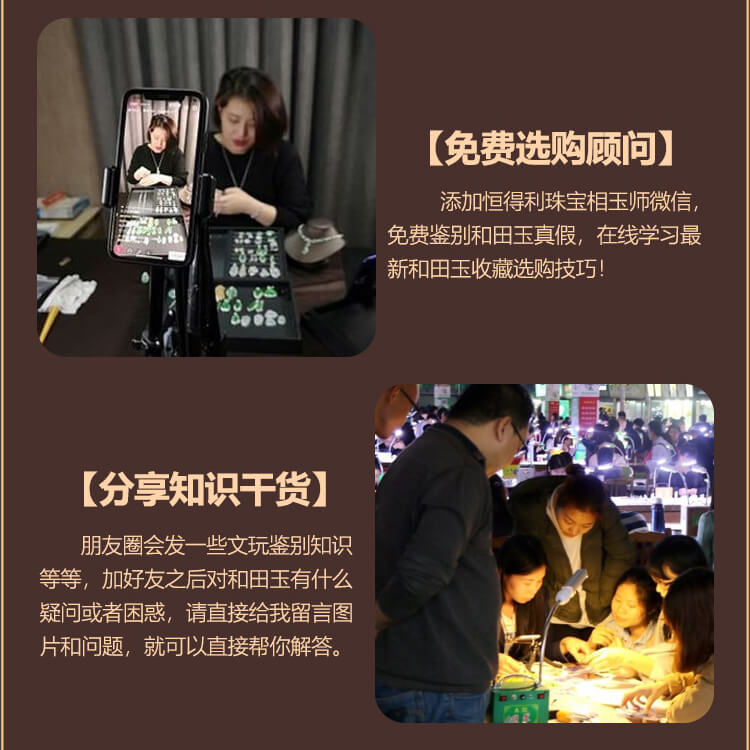 【免费选购顾问】
添加恒得利珠宝相玉师微信，
免费鉴别和田玉真假，在线学习最
新和田玉收藏选购技巧！
【分享知识干货】
朋友圈会发一些文玩鉴别知识
等等，加好友之后对和田玉有什么
疑问或者困惑，请直接给我留言图
片和问题，就可以直接帮你解答。